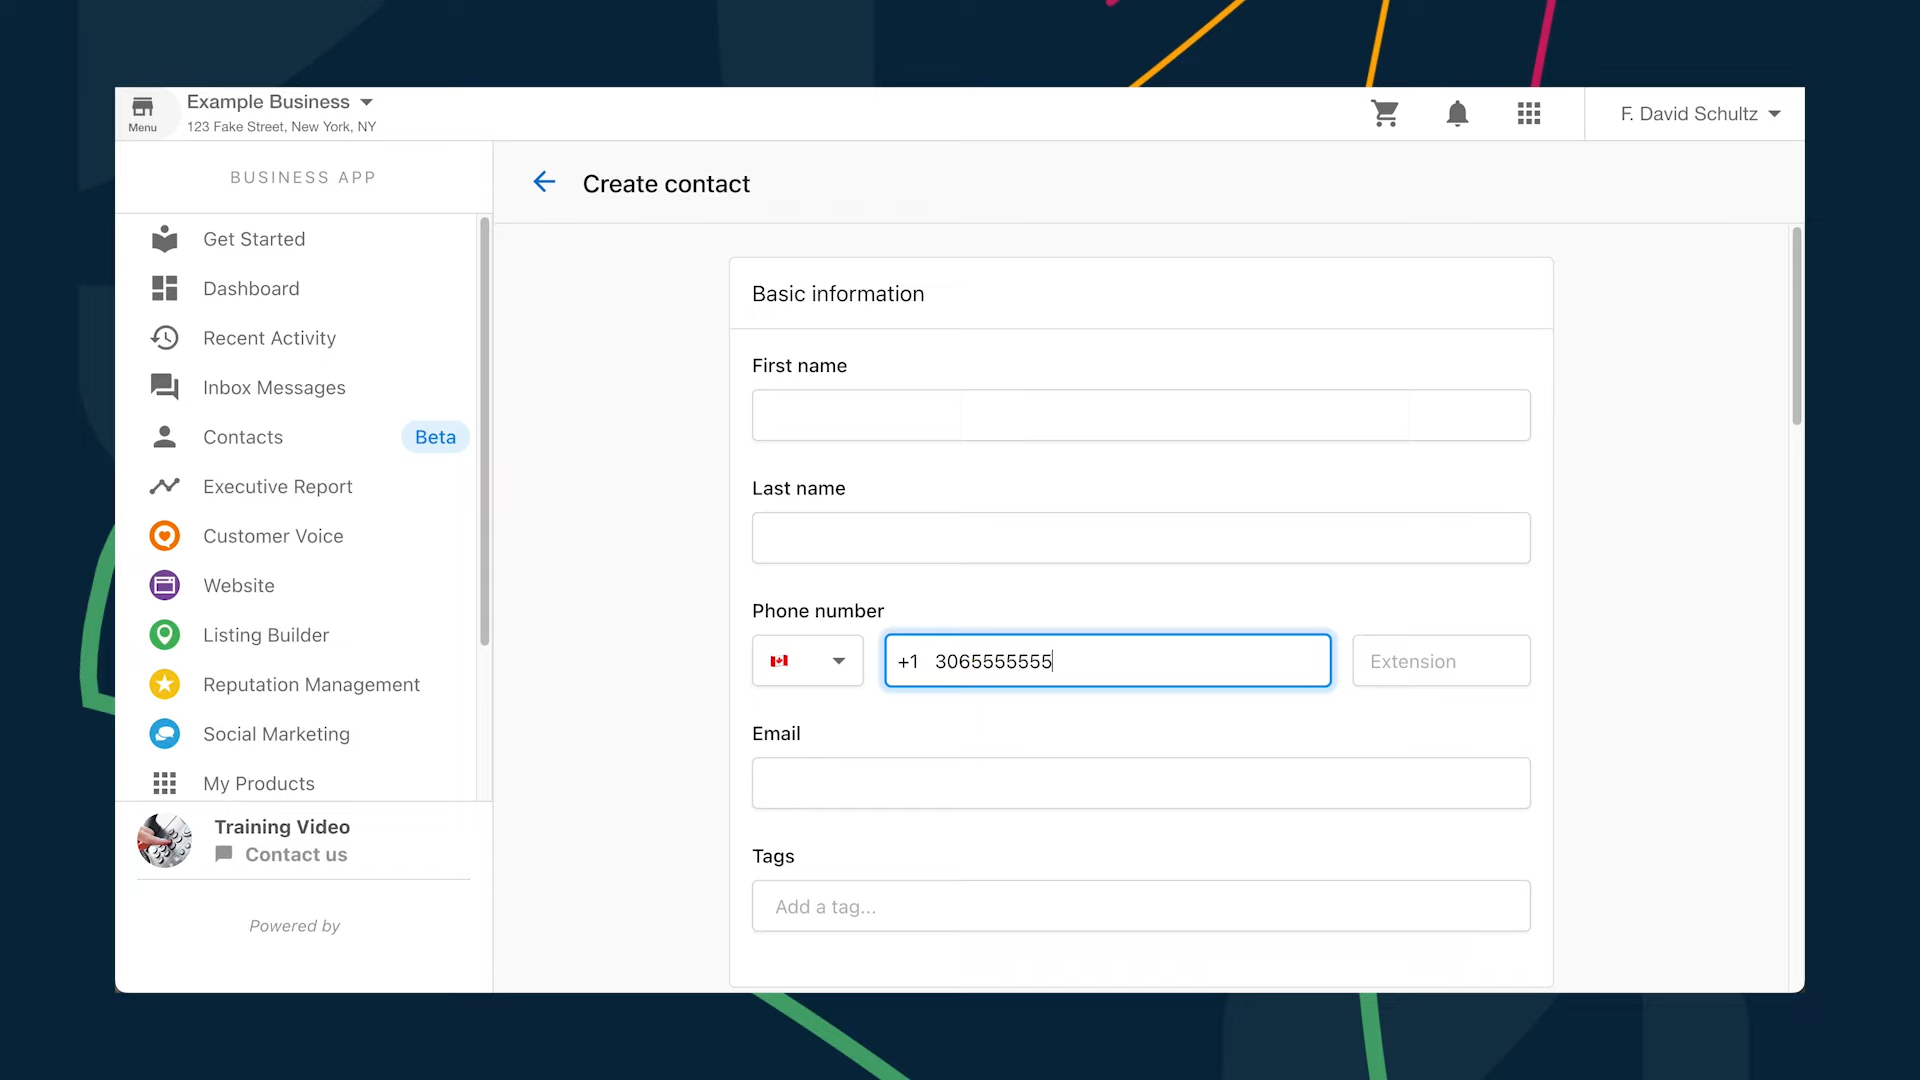 Menu
Example Business
123 Fake Street, New York, NY
F. David Schultz
BUSINESS APP
Get Started
Dashboard
Recent Activity
Inbox Messages
Contacts
Beta
Executive Report
Customer Voice
Website
Listing Builder
Reputation Management
Social Marketing
My Products
Training Video
Contact us
Powered by
Create contact
Basic information
First name
Last name
Phone number
+1 3065555555
Extension
Email
Tags
Add a tag...